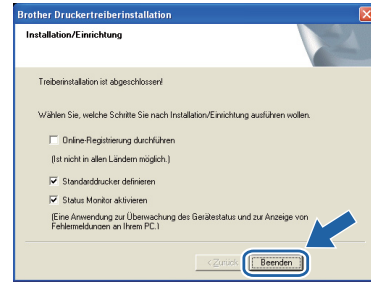 Brother Druckertreiberinstallation
Installation/Einrichtung
Treiberinstallation ist abgeschlossen!
Wählen Sie, welche Schritte Sie nach Installation/Einrichtung ausführen wollen.
Online-Registrierung durchführen
(Ist nicht in allen Ländern möglich.)
Standarddrucker definieren
Status Monitor aktivieren
(Eine Anwendung zur Überwachung des Gerätestatus und zur Anzeige von
Fehlermeldungen an Ihrem PC.)
< Zurück
Beenden